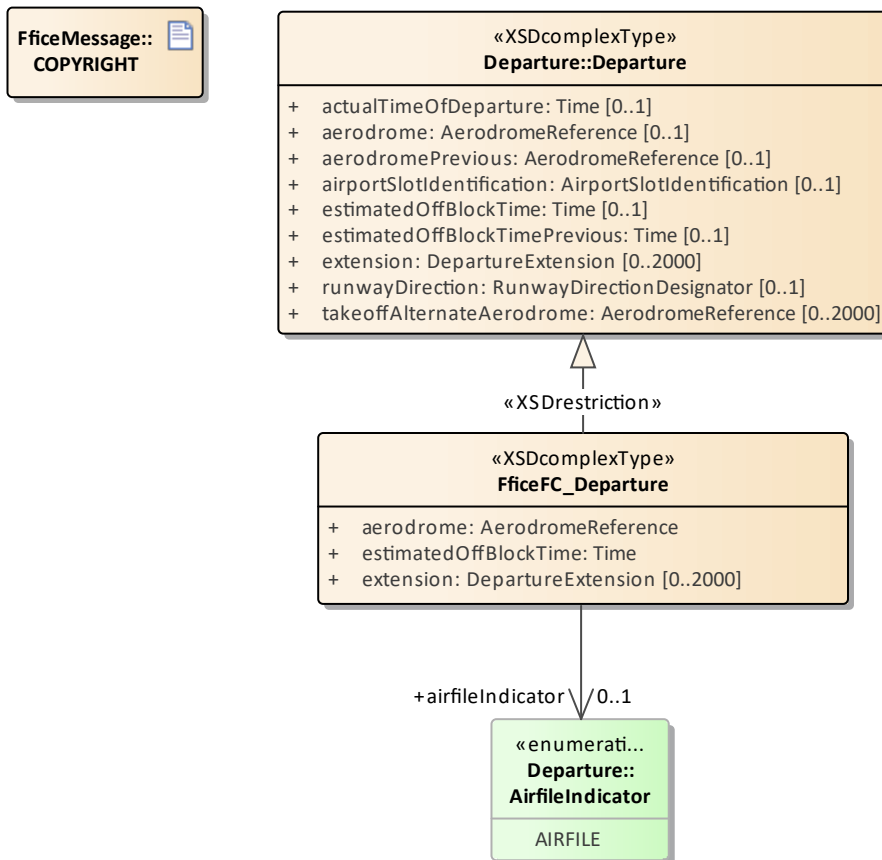 FficeMessage::
COPYRIGHT
«XSDcomplexType»
Departure::Departure
+ actualTimeOfDeparture: Time [0..1]
+ aerodrome: AerodromeReference [0..1]
+ aerodromePrevious: AerodromeReference [0..1]
+ airportSlotIdentification: AirportSlotIdentification [0..1]
+ estimatedOffBlockTime: Time [0..1]
+ estimatedOffBlockTimePrevious: Time [0..1]
+ extension: DepartureExtension [0..2000]
+ runwayDirection: RunwayDirectionDesignator [0..1]
+ takeoffAlternateAerodrome: AerodromeReference [0..2000]
«XSDrestriction»
«XSDcomplexType»
FficeFC_Departure
+ aerodrome: AerodromeReference
+ estimatedOffBlockTime: Time
+ extension: DepartureExtension [0..2000]
+airfileIndicator 0..1
«enumerati...
Departure::
AirfileIndicator
AIRFILE